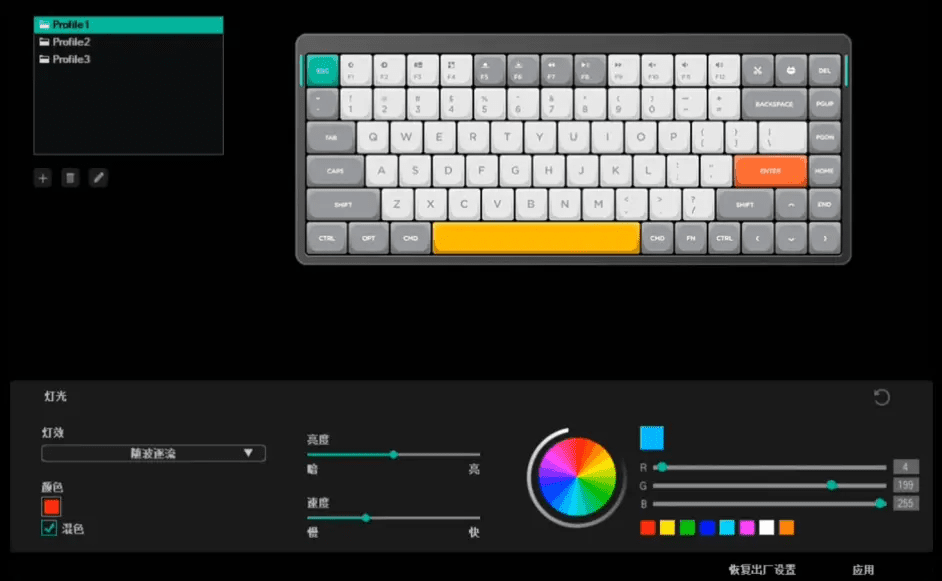 Profile1
Profile2
Profile3
ESC F1 F2 F3 F4 F5 F6 F7 F8 F9 F10 F11 F12 DEL
~ ! 1 @ 2 # 3 $ 4 % 5 ^ 6 & 7 * 8 ( 9 ) 0 — - + = BACKSPACE PGUP
TAB Q W E R T Y U I O P { [ } ] | \ PGDN
CAPS A S D F G H J K L : ; " ' ENTER HOME
SHIFT Z X C V B N M < , > . ? / SHIFT END
CTRL OPT CMD CMD FN CTRL
灯光
灯效
随波逐流
颜色
混色
亮度
暗 亮
速度
慢 快
R 4
G 199
B 255
恢复出厂设置 应用